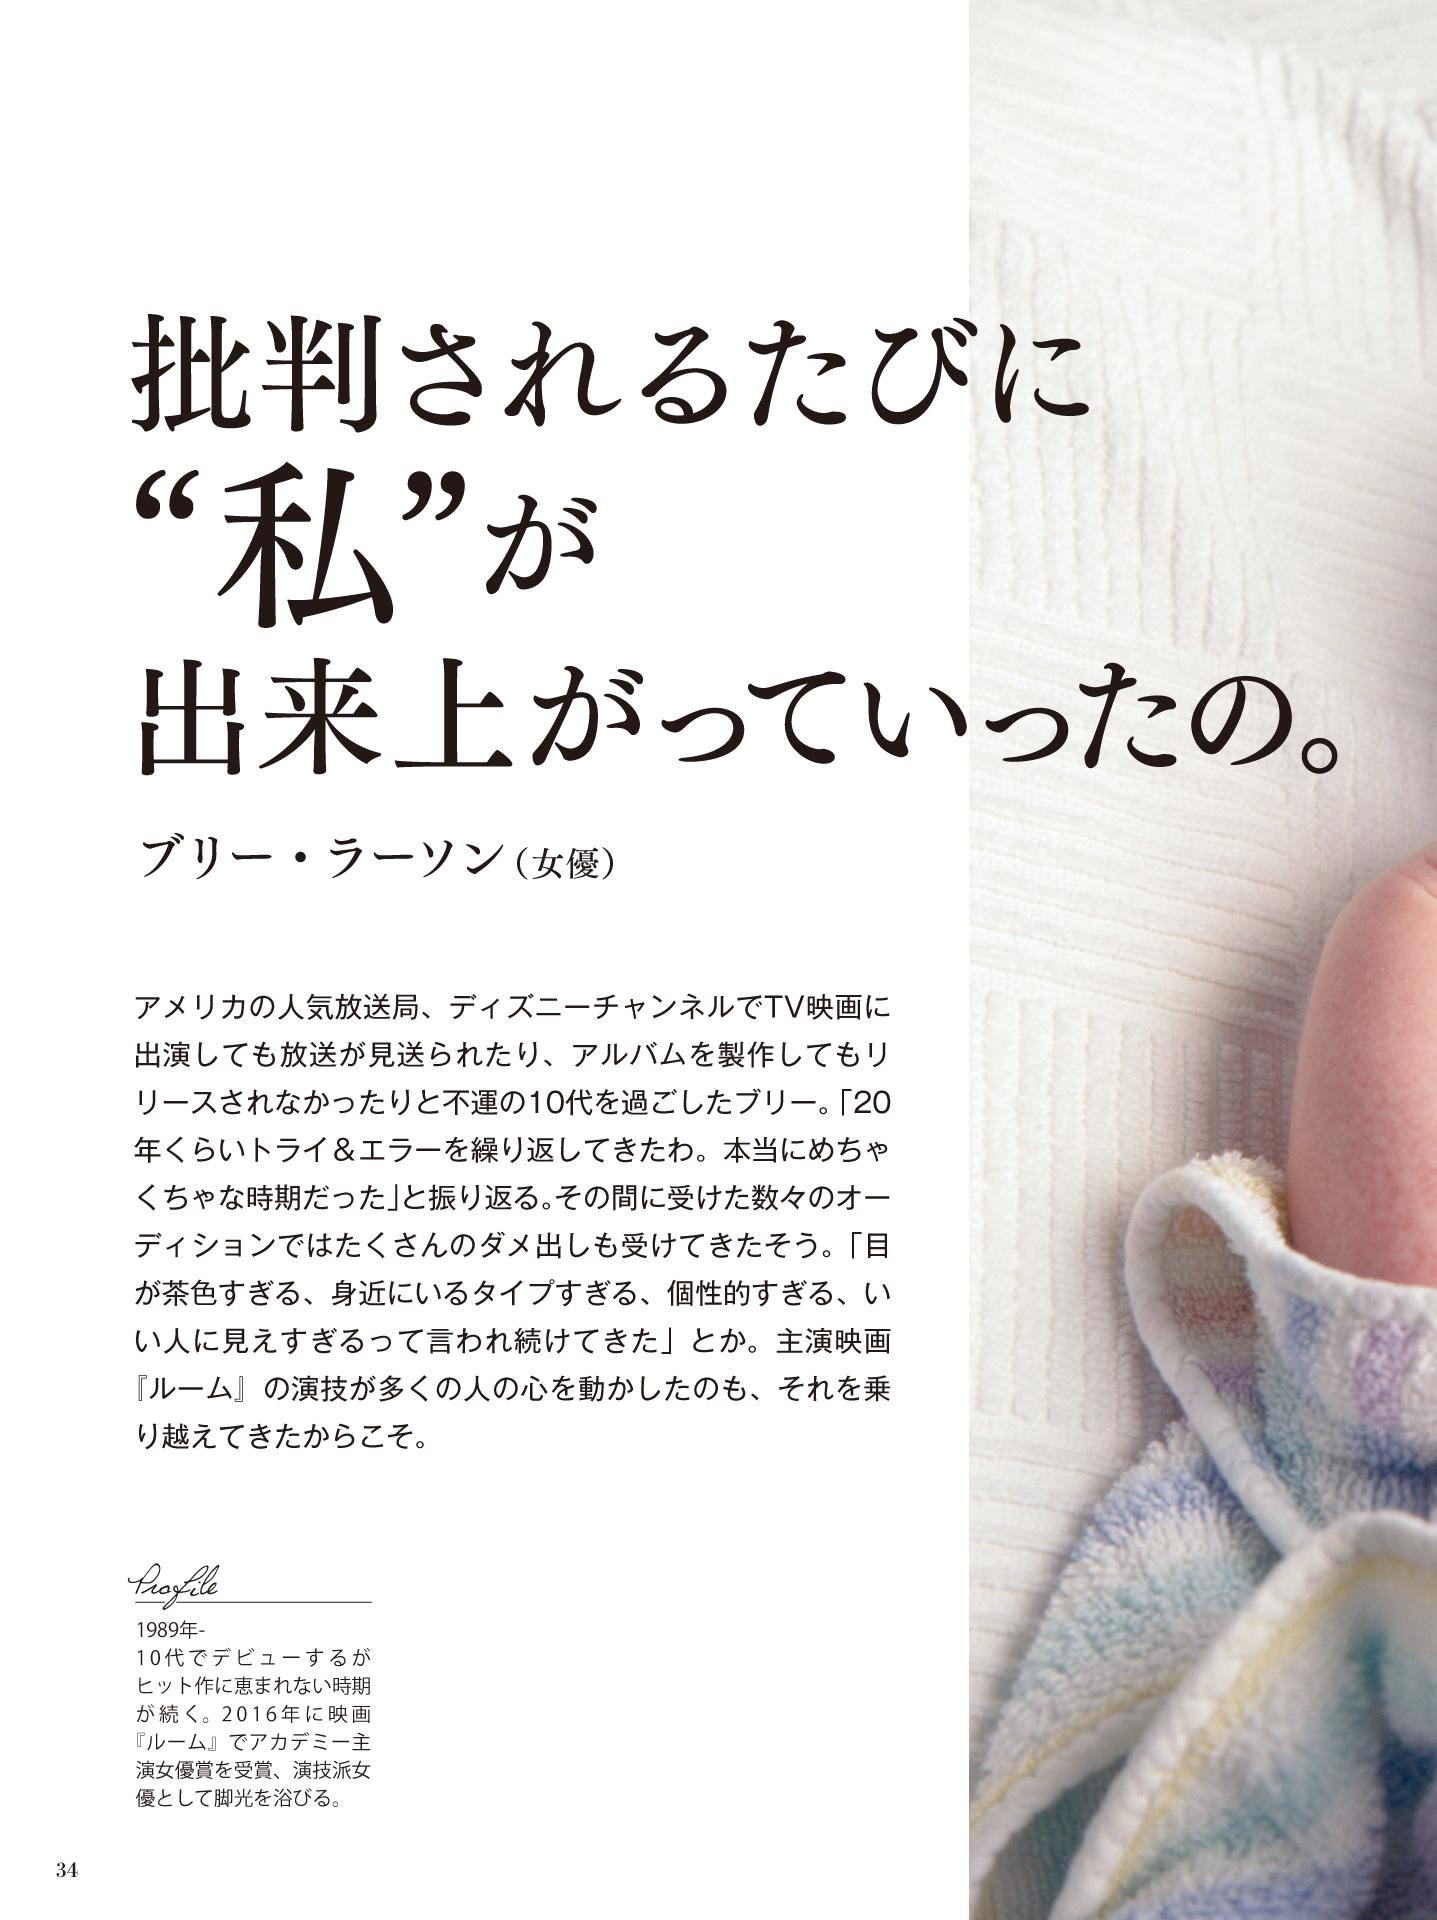 批判されるたびに
“私”が
出来上がっていったの。
ブリー・ラーソン（女優）
アメリカの人気放送局、ディズニーチャンネルでTV映画に
出演しても放送が見送られたり、アルバムを製作してもリ
リースされなかったりと不運の10代を過ごしたブリー。「20
年くらいトライ＆エラーを繰り返してきたわ。本当にめちゃ
くちゃな時期だった」と振り返る。その間に受けた数々のオー
ディションではたくさんのダメ出しも受けてきたそう。「目
が茶色すぎる、身近にいるタイプすぎる、個性的すぎる、い
い人に見えすぎるって言われ続けてきた」とか。主演映画
『ルーム』の演技が多くの人の心を動かしたのも、それを乗
り越えてきたからこそ。
Profile
1989年-
10代でデビューするが
ヒット作に恵まれない時期
が続く。2016年に映画
『ルーム』でアカデミー主
演女優賞を受賞、演技派女
優として脚光を浴びる。
34